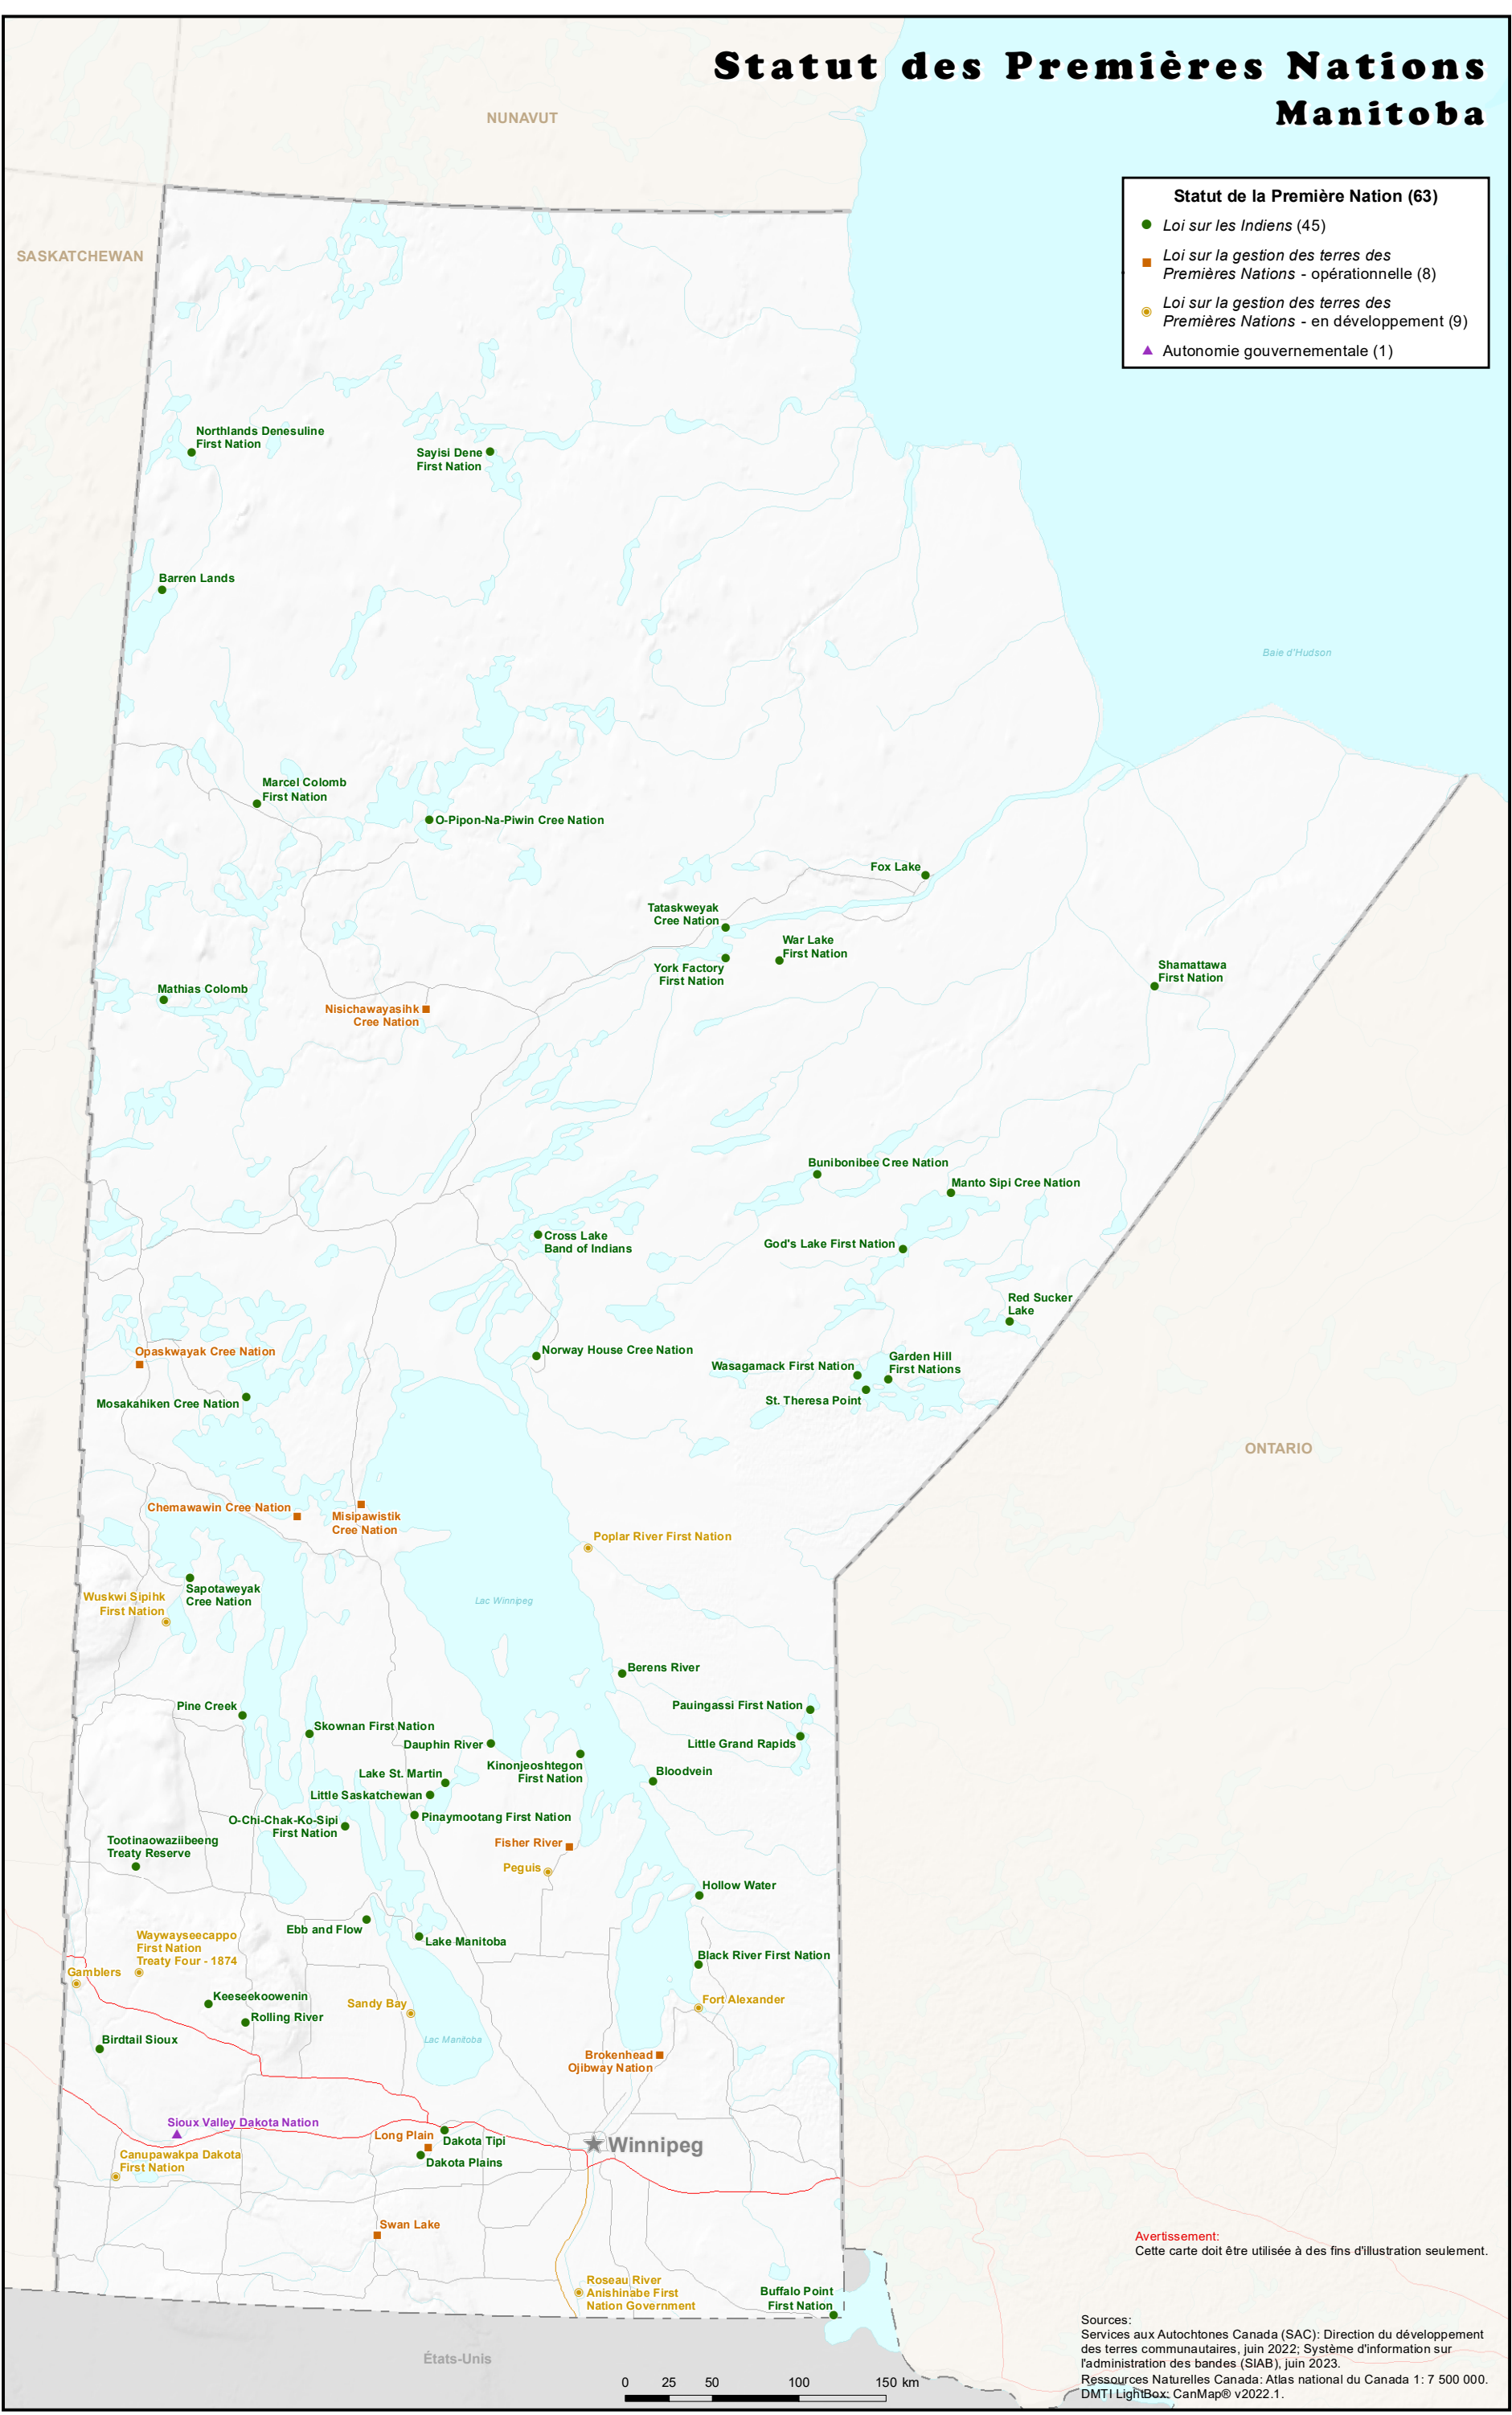 Statut des Premières Nations
Manitoba
NUNAVUT
SASKATCHEWAN
Statut de la Première Nation (63)
Loi sur les Indiens (45)
Loi sur la gestion des terres des
Premières Nations - opérationnelle (8)
Loi sur la gestion des terres des
Premières Nations - en développement (9)
Autonomie gouvernementale (1)
Northlands Denesuline
First Nation
Sayisi Dene
First Nation
Barren Lands
Baie d'Hudson
Marcel Colomb
First Nation
O-Pipon-Na-Piwin Cree Nation
Fox Lake
Tataskweyak
Cree Nation
War Lake
First Nation
York Factory
First Nation
Shamattawa
First Nation
Mathias Colomb
Nisichawayasihk
Cree Nation
Bunibonibee Cree Nation
Manto Sipi Cree Nation
Cross Lake
Band of Indians
God's Lake First Nation
Red Sucker
Lake
Opaskwayak Cree Nation
Norway House Cree Nation
Wasagamack First Nation
Garden Hill
First Nations
St. Theresa Point
Mosakahiken Cree Nation
ONTARIO
Chemawawin Cree Nation
Misipawistik
Cree Nation
Poplar River First Nation
Sapotaweyak
Cree Nation
Wuskwi Sipihk
First Nation
Lac Winnipeg
Berens River
Pine Creek
Pauingassi First Nation
Skownan First Nation
Dauphin River
Little Grand Rapids
Kinonjeoshtegon
First Nation
Lake St. Martin
Bloodvein
Little Saskatchewan
Pinaymootang First Nation
O-Chi-Chak-Ko-Sipi
First Nation
Tootinaowaziibeeng
Treaty Reserve
Fisher River
Peguis
Hollow Water
Ebb and Flow
Lake Manitoba
Waywayseecappo
First Nation
Treaty Four - 1874
Black River First Nation
Gamblers
Keeseekoowenin
Sandy Bay
Fort Alexander
Rolling River
Birdtail Sioux
Lac Manitoba
Brokenhead
Ojibway Nation
Sioux Valley Dakota Nation
Long Plain
Dakota Tipi
Winnipeg
Canupawakpa Dakota
First Nation
Dakota Plains
Swan Lake
Avertissement:
Cette carte doit être utilisée à des fins d'illustration seulement.
Roseau River
Anishinabe First
Nation Government
Buffalo Point
First Nation
États-Unis
0 25 50 100 150 km
Sources:
Services aux Autochtones Canada (SAC): Direction du développement
des terres communautaires, juin 2022; Système d'information sur
l'administration des bandes (SIAB), juin 2023.
Ressources Naturelles Canada: Atlas national du Canada 1: 7 500 000.
DMTI LightBox: CanMap® v2022.1.